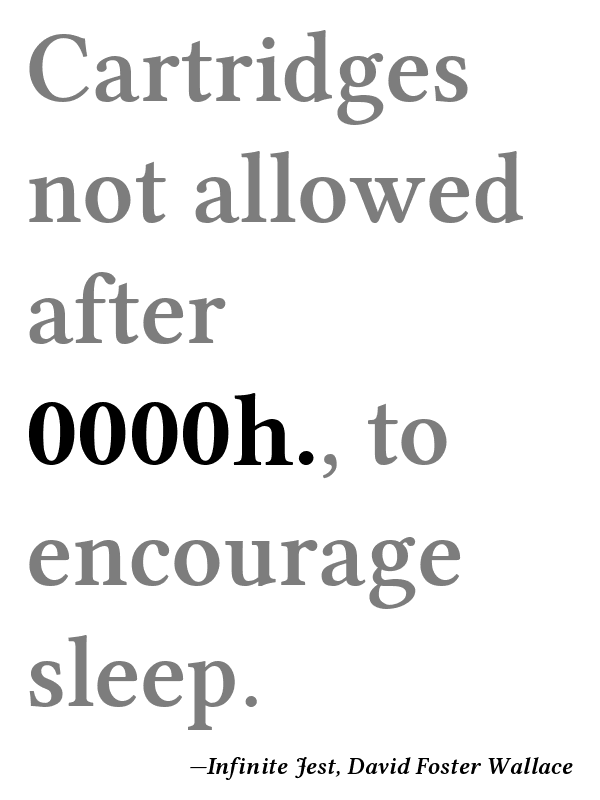 Cartridges
not allowed
after
0000h., to
encourage
sleep.
—Infinite Jest, David Foster Wallace